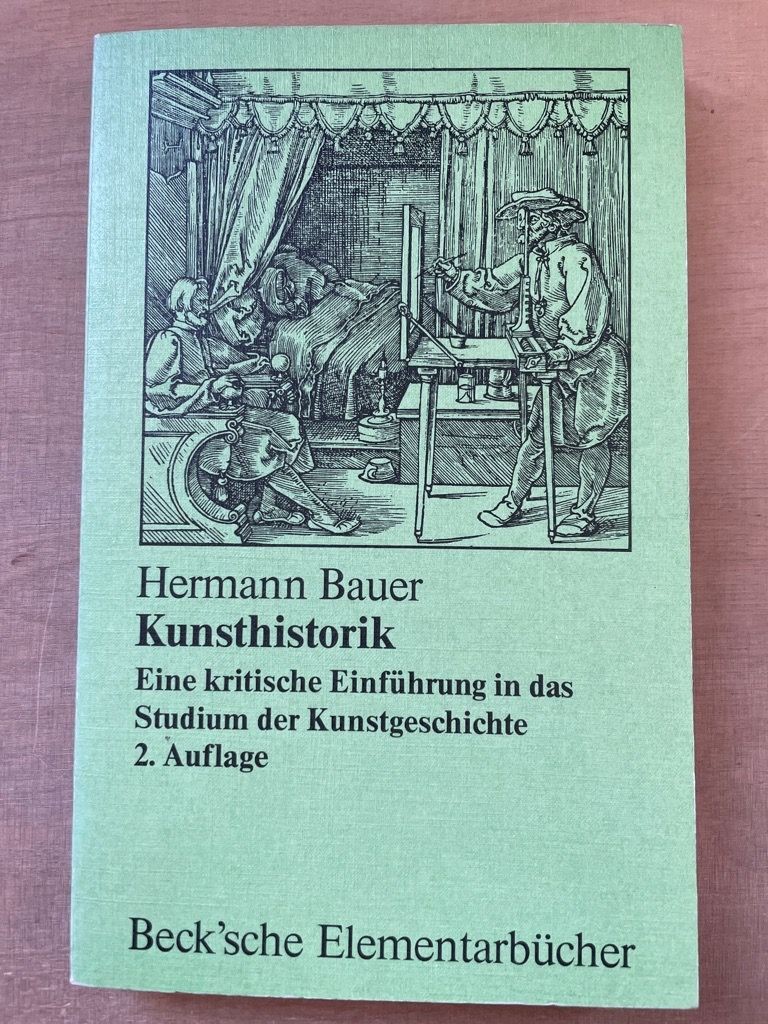 Hermann Bauer
Kunsthistorik
Eine kritische Einführung in das
Studium der Kunstgeschichte
2. Auflage
Beck'sche Elementarbücher